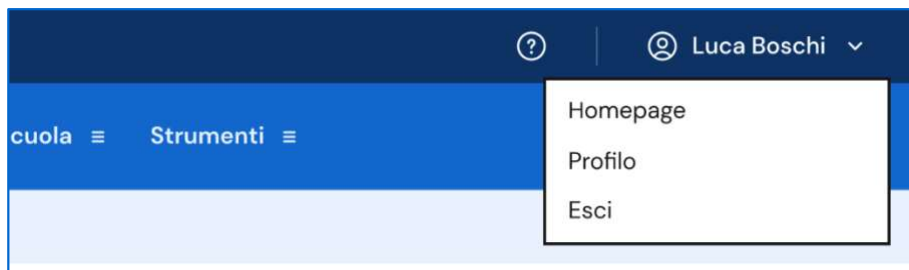 Luca Boschi
cuola Strumenti
Homepage
Profilo
Esci